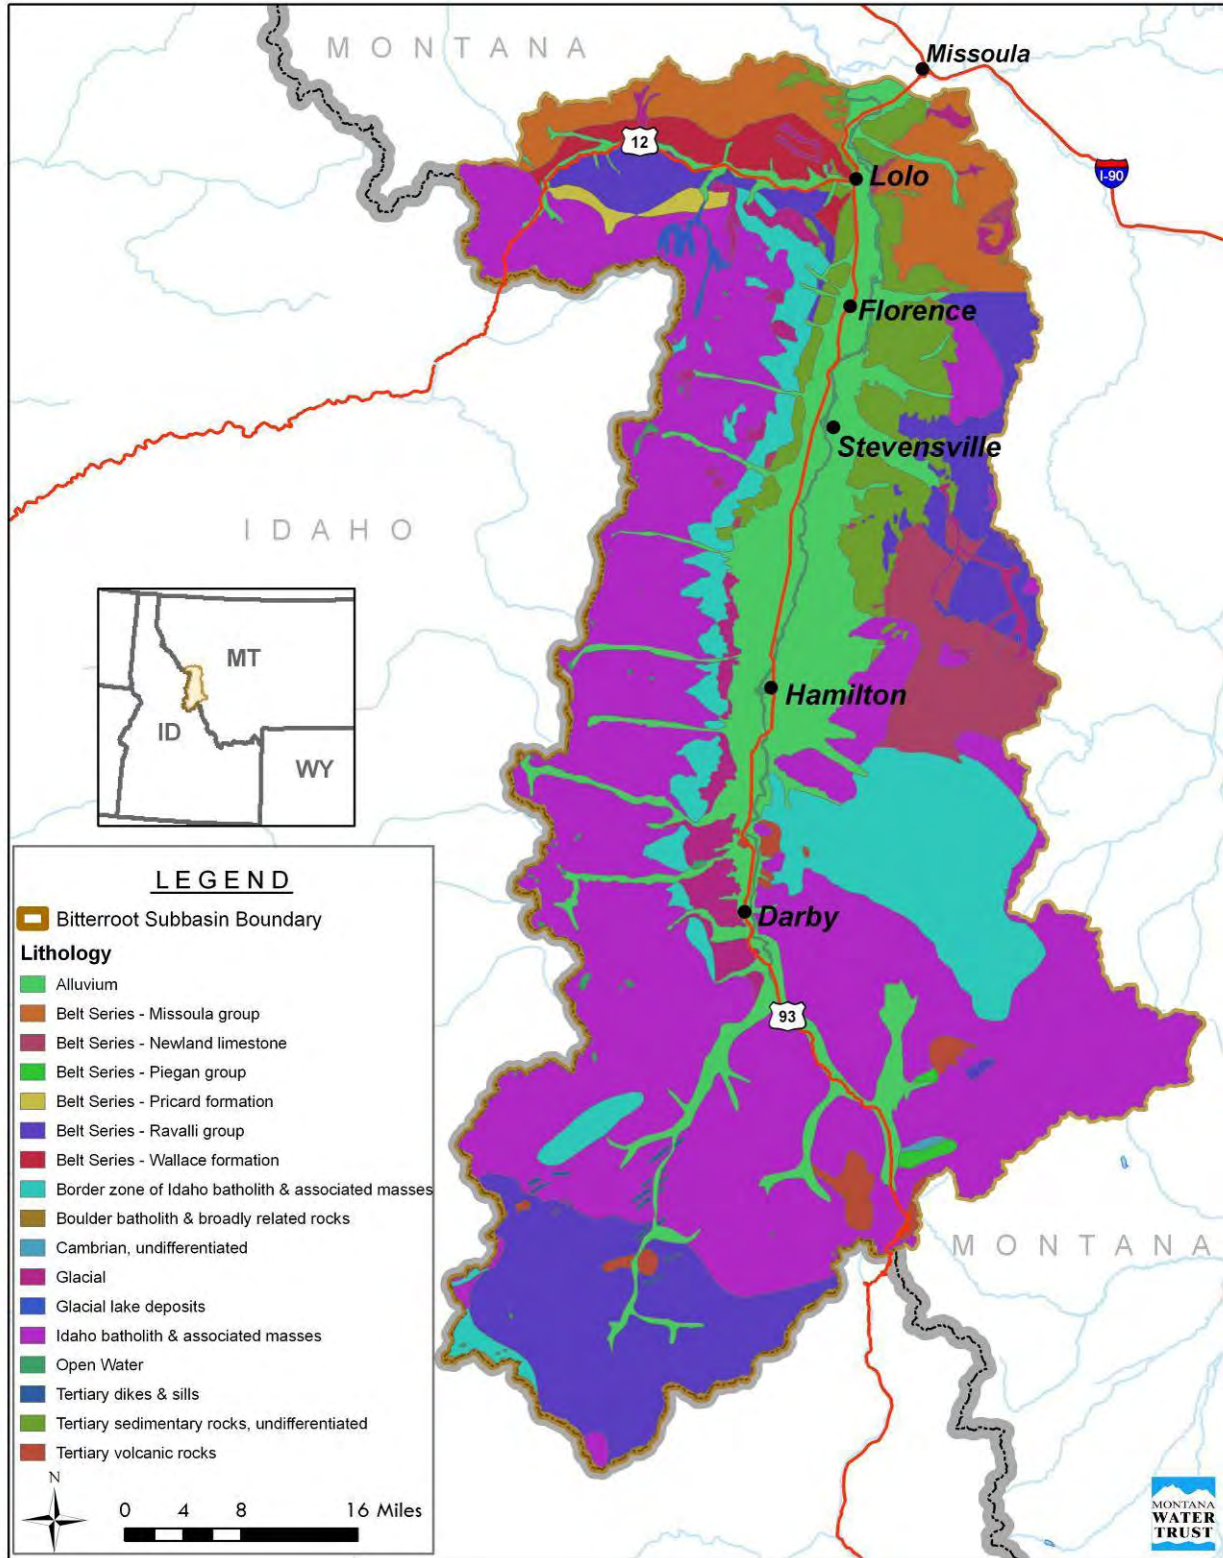 MONTANA
Missoula
12
I-90
Lolo
Florence
Stevensville
IDAHO
MT
ID
WY
Hamilton
Darby
93
MONTANA
LEGEND
Bitterroot Subbasin Boundary
Lithology
Alluvium
Belt Series - Missoula group
Belt Series - Newland limestone
Belt Series - Piegan group
Belt Series - Pricard formation
Belt Series - Ravalli group
Belt Series - Wallace formation
Border zone of Idaho batholith & associated masses
Boulder batholith & broadly related rocks
Cambrian, undifferentiated
Glacial
Glacial lake deposits
Idaho batholith & associated masses
Open Water
Tertiary dikes & sills
Tertiary sedimentary rocks, undifferentiated
Tertiary volcanic rocks
N
0 4 8 16 Miles
MONTANA
WATER
TRUST